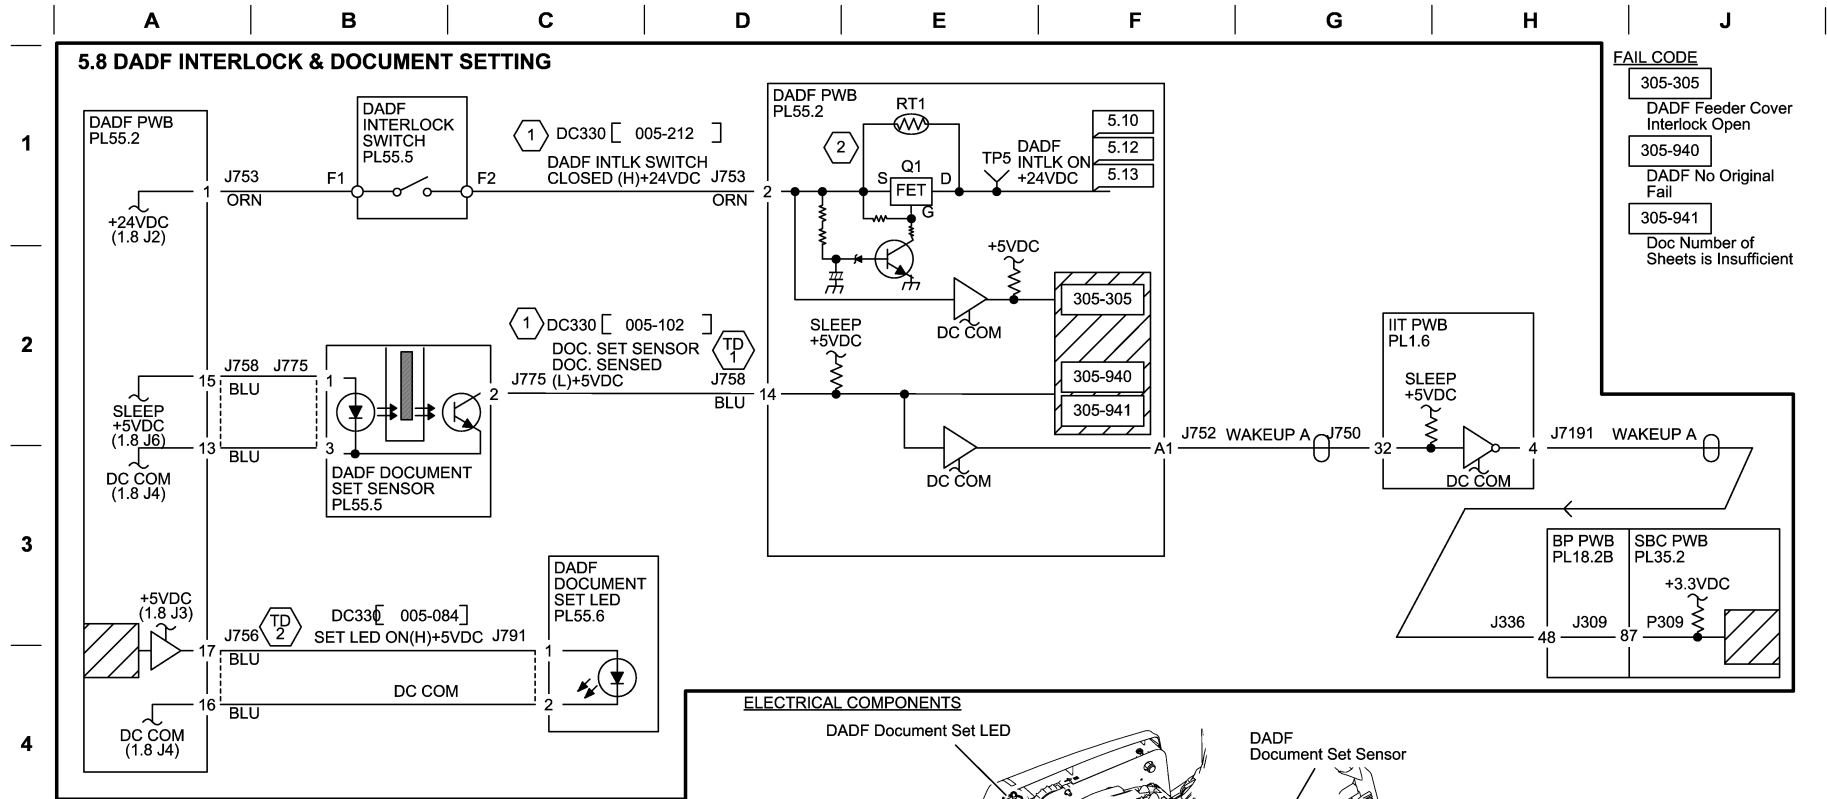 A B C D E F G H J
1
2
3
4
5.8 DADF INTERLOCK & DOCUMENT SETTING
FAIL CODE
305-305
DADF Feeder Cover
Interlock Open
305-940
DADF No Original
Fail
305-941
Doc Number of
Sheets is Insufficient
DADF PWB
PL55.2
1
+24VDC
(1.8 J2)
J753
ORN
F1
DADF
INTERLOCK
SWITCH
PL55.5
F2
1
DC330 [ 005-212 ]
DADF INTLK SWITCH
CLOSED (H)+24VDC
J753
ORN
2
DADF PWB
PL55.2
2
RT1
Q1
S
FET
D
G
TP5
DADF
INTLK ON
+24VDC
5.10
5.12
5.13
+5VDC
DC COM
305-305
305-940
305-941
SLEEP
+5VDC
DC COM
15
SLEEP
+5VDC
(1.8 J6)
13
DC COM
(1.8 J4)
J758
BLU
J775
BLU
1
3
2
DADF DOCUMENT
SET SENSOR
PL55.5
1
DC330 [ 005-102 ]
DOC. SET SENSOR
DOC. SENSED
(L)+5VDC
J775
TD
1
J758
BLU
14
A1
J752
WAKEUP A
J750
32
IIT PWB
PL1.6
SLEEP
+5VDC
DC COM
4
J7191
WAKEUP A
BP PWB
PL18.2B
SBC PWB
PL35.2
+3.3VDC
J336
48
J309
87
P309
+5VDC
(1.8 J3)
17
J756
BLU
TD
2
DC330 [ 005-084 ]
SET LED ON(H)+5VDC
J791
1
DADF
DOCUMENT
SET LED
PL55.6
16
BLU
DC COM
2
DC COM
(1.8 J4)
ELECTRICAL COMPONENTS
DADF Document Set LED
DADF
Document Set Sensor